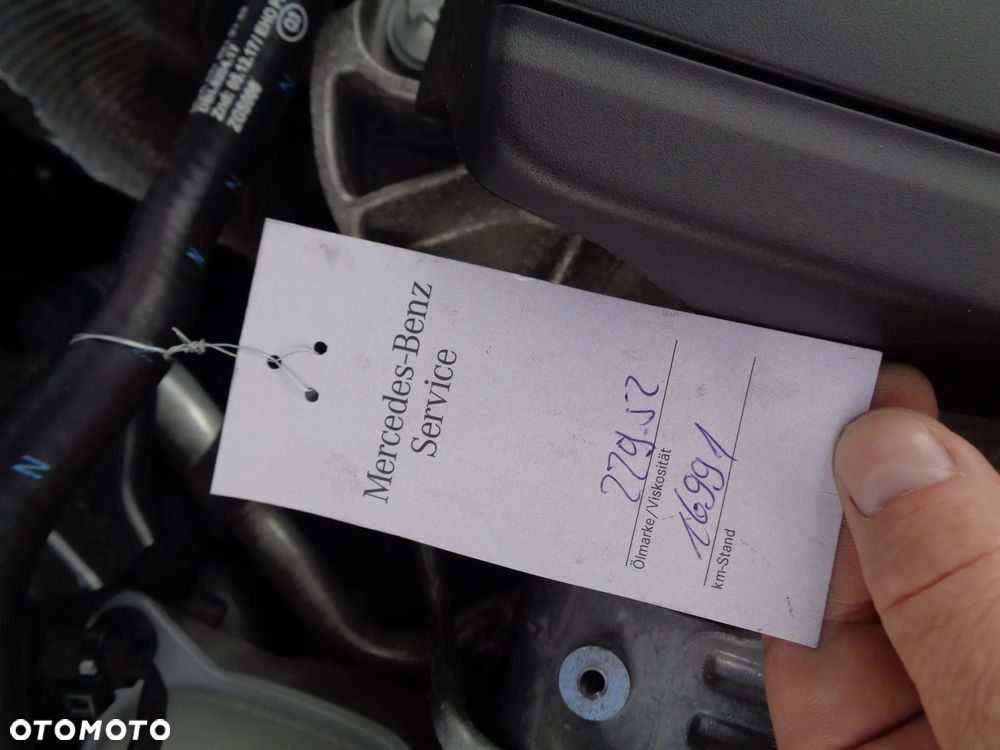 Mercedes-Benz
Service
229.52
Ölmarke/Viskosität
16991
km-Stand
N
N
N
N
OTOMOTO